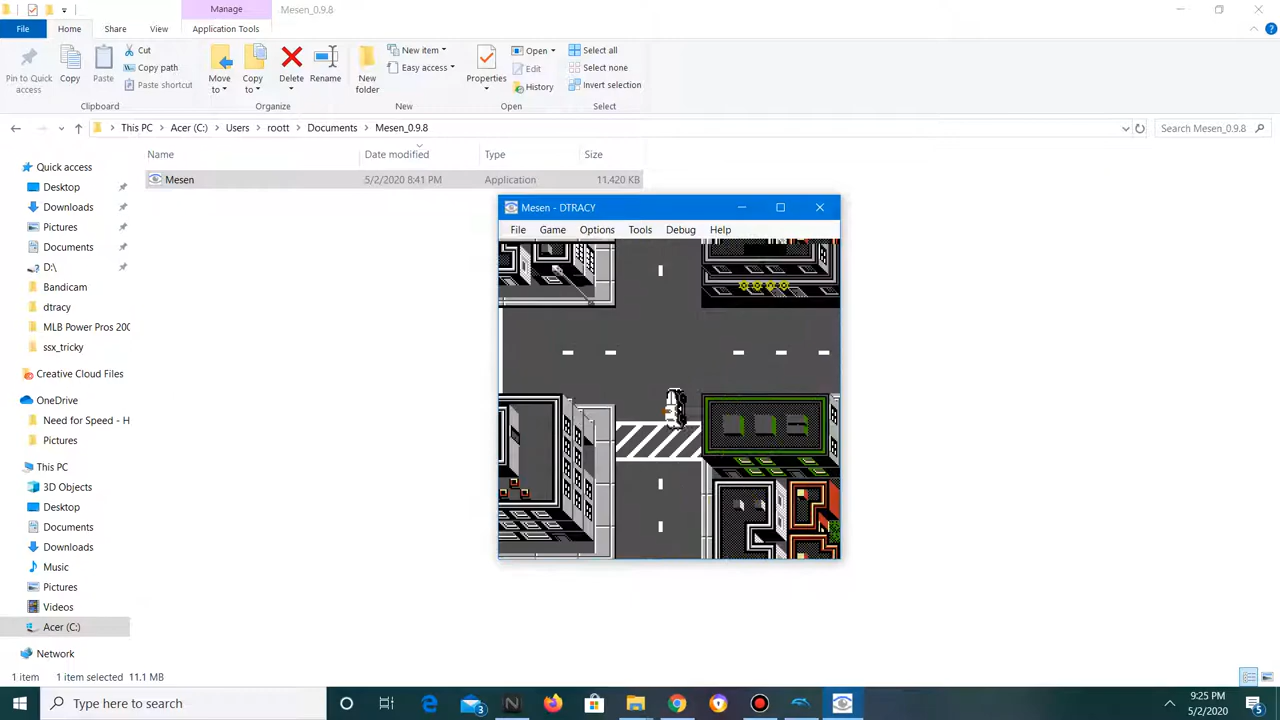 Manage
Mesen_0.9.8
File
Home
Share
View
Application Tools
Pin to Quick access
Copy
Paste
Cut
Copy path
Paste shortcut
Clipboard
Move to
Copy to
Delete
Rename
Organize
New folder
New item
Easy access
New
Properties
Open
Edit
History
Open
Select all
Select none
Invert selection
Select
This PC
Acer (C:)
Users
roott
Documents
Mesen_0.9.8
Search Mesen_0.9.8
Name
Date modified
Type
Size
Mesen
5/2/2020 8:41 PM
Application
11,420 KB
Quick access
Desktop
Downloads
Pictures
Documents
D:\
Bandicam
dtracy
MLB Power Pros 200
ssx_tricky
Creative Cloud Files
OneDrive
Need for Speed - H
Pictures
This PC
3D Objects
Desktop
Documents
Downloads
Music
Pictures
Videos
Acer (C:)
Network
Mesen - DTRACY
File
Game
Options
Tools
Debug
Help
1 item
1 item selected
11.1 MB
Type here to search
3
9:25 PM
5/2/2020
5